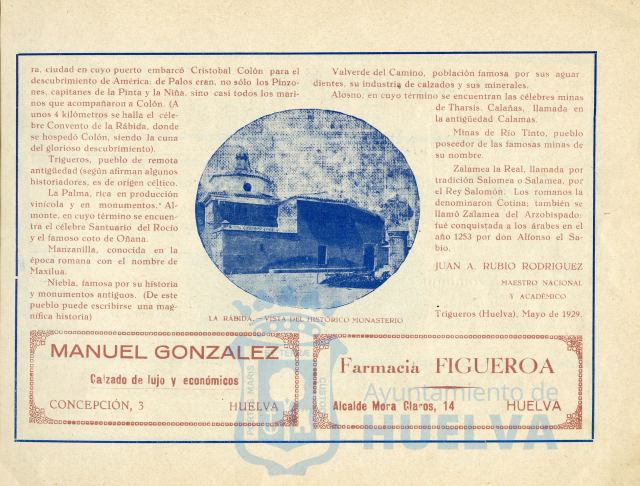 ra, ciudad en cuyo puerto embarcó Cristobal Colón para el
descubrimiento de América: de Palos eran, no sólo los Pinzo-
nes, capitanes de la Pinta y la Niña, sino casi todos los mari-
nos que acompañaron a Colón. (A
unos 4 kilómetros se halla el céle-
bre Convento de la Rábida, donde
se hospedó Colón, siendo la cuna
del glorioso descubrimiento).
Trigueros, pueblo de remota
antigüedad (según afirman algunos
historiadores, es de origen céltico.
La Palma, rica en producción
vinícola y en monumentos. Al-
monte, en cuyo término se encuen-
tra el célebre Santuario del Rocío
y el famoso coto de Oñana.
Manzanilla, conocida en la
época romana con el nombre de
Maxilua.
Niebla, famosa por su historia
y monumentos antiguos. (De este
pueblo puede escribirse una mag-
nífica historia)
LA RÁBIDA.—VISTA DEL HISTÓRICO MONASTERIO
Valverde del Camino, población famosa por sus aguar
dientes, su industria de calzados y sus minerales.
Alosno, en cuyo término se encuentran las célebres minas
de Tharsis. Calañas, llamada en
la antigüedad Calamas.
Minas de Río Tinto, pueblo
poseedor de las famosas minas de
su nombre.
Zalamea la Real, llamada por
tradición Salomea o Salamea, por
el Rey Salomón. Los romanos la
denominaron Cotina; también se
llamó Zalamea del Arzobispado:
fué conquistada a los árabes en el
año 1253 por don Alfonso el Sa-
bio.
JUAN A. RUBIO RODRIGUEZ
MAESTRO NACIONAL
Y ACADÉMICO
Trigueros (Huelva), Mayo de 1929.
MANUEL GONZALEZ
Calzado de lujo y económicos
CONCEPCIÓN, 3 HUELVA
Farmacia FIGUEROA
Alcalde Mora Claros, 14 HUELVA
Ayuntamiento de
HUELVA